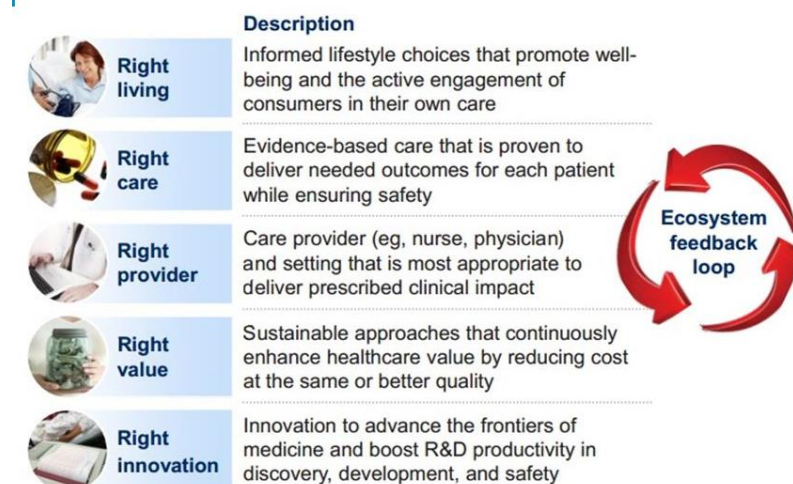 Description
Right
living
Informed lifestyle choices that promote well-
being and the active engagement of
consumers in their own care
Right
care
Evidence-based care that is proven to
deliver needed outcomes for each patient
while ensuring safety
Right
provider
Care provider (eg, nurse, physician)
and setting that is most appropriate to
deliver prescribed clinical impact
Right
value
Sustainable approaches that continuously
enhance healthcare value by reducing cost
at the same or better quality
Right
innovation
Innovation to advance the frontiers of
medicine and boost R&D productivity in
discovery, development, and safety
Ecosystem
feedback
loop